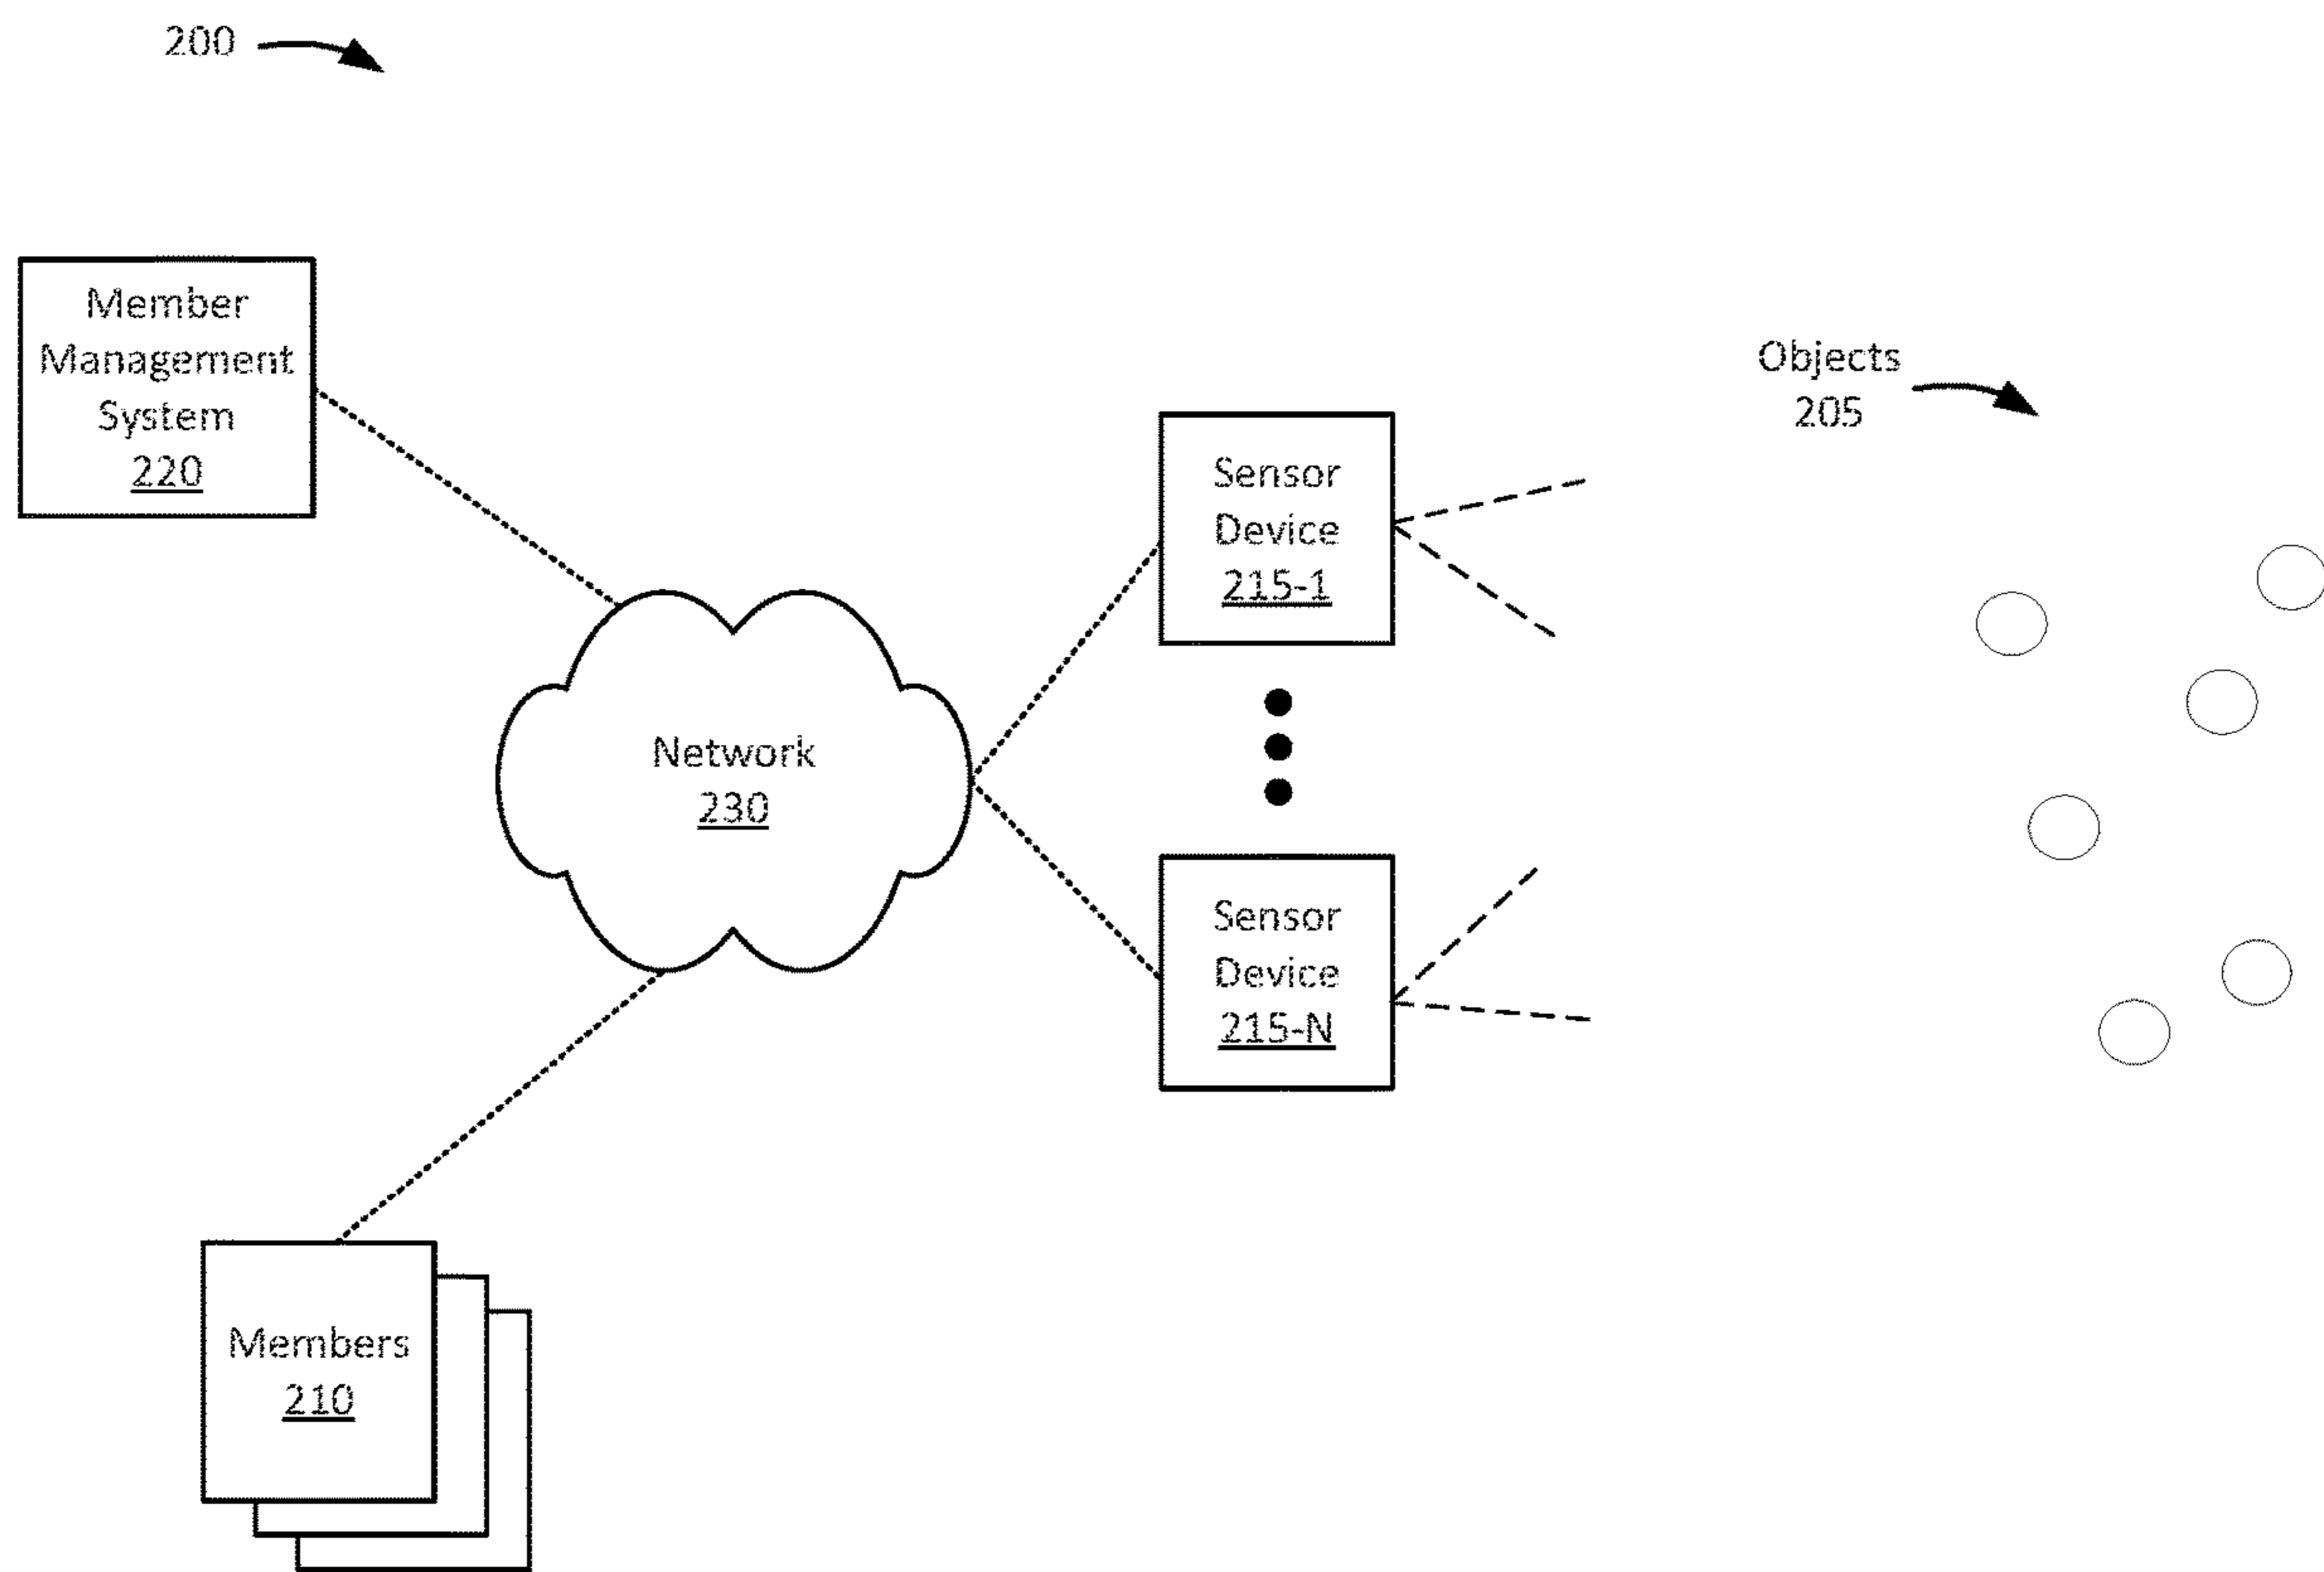 200
Member
Management
System
220
Objects
205
Sensor
Device
215-1
Network
230
Sensor
Device
215-N
Members
210